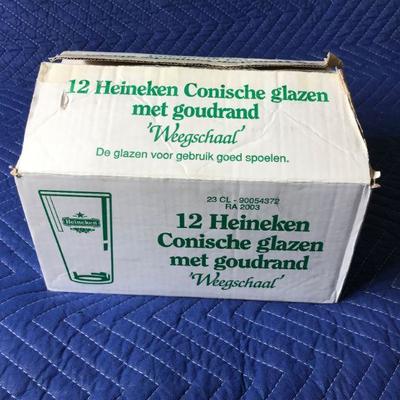 12 Heineken Conische glazen
met goudrand
'Weegschaal'
De glazen voor gebruik goed spoelen.
23 CL - 90054372
RA 2003
12 Heineken
Conische glazen
met goudrand
'Weegschaal'
Heineken